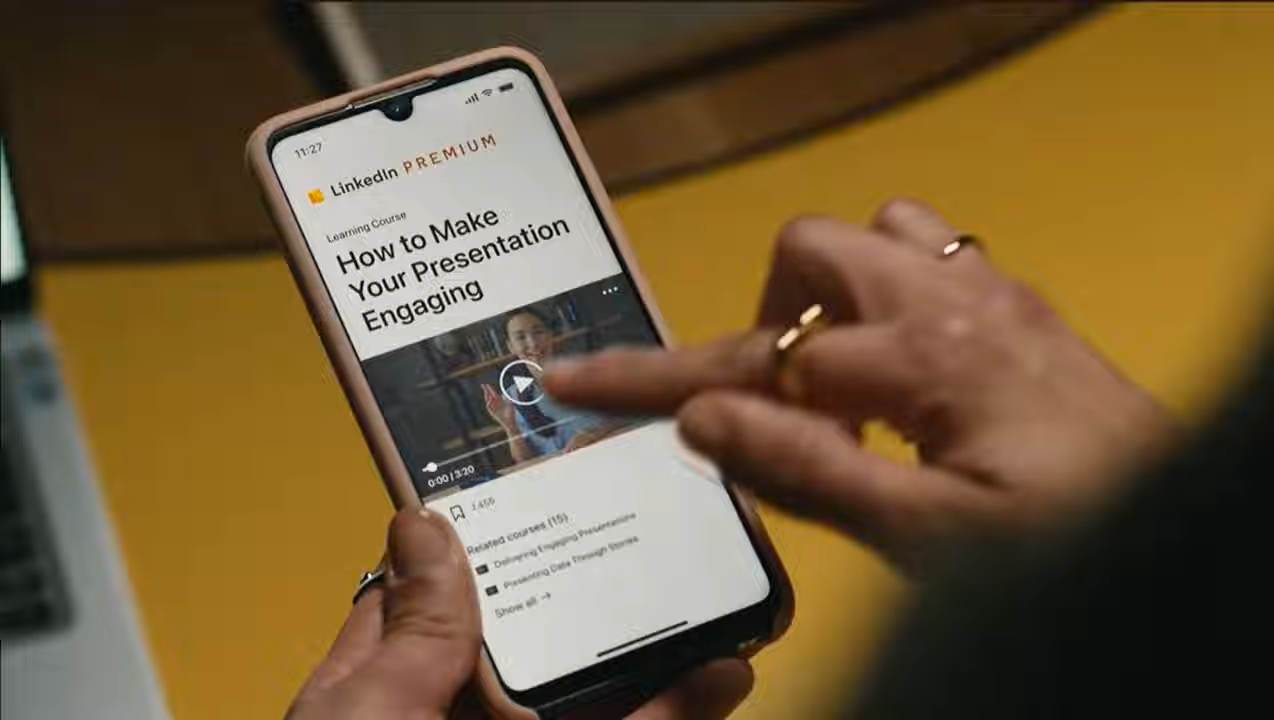 11:27
LinkedIn PREMIUM
Learning Course
How to Make
Your Presentation
Engaging
0:00 | 3:20
Related courses (15)
Delivering Engaging Presentations
Presenting Data Through Stories
Show all →